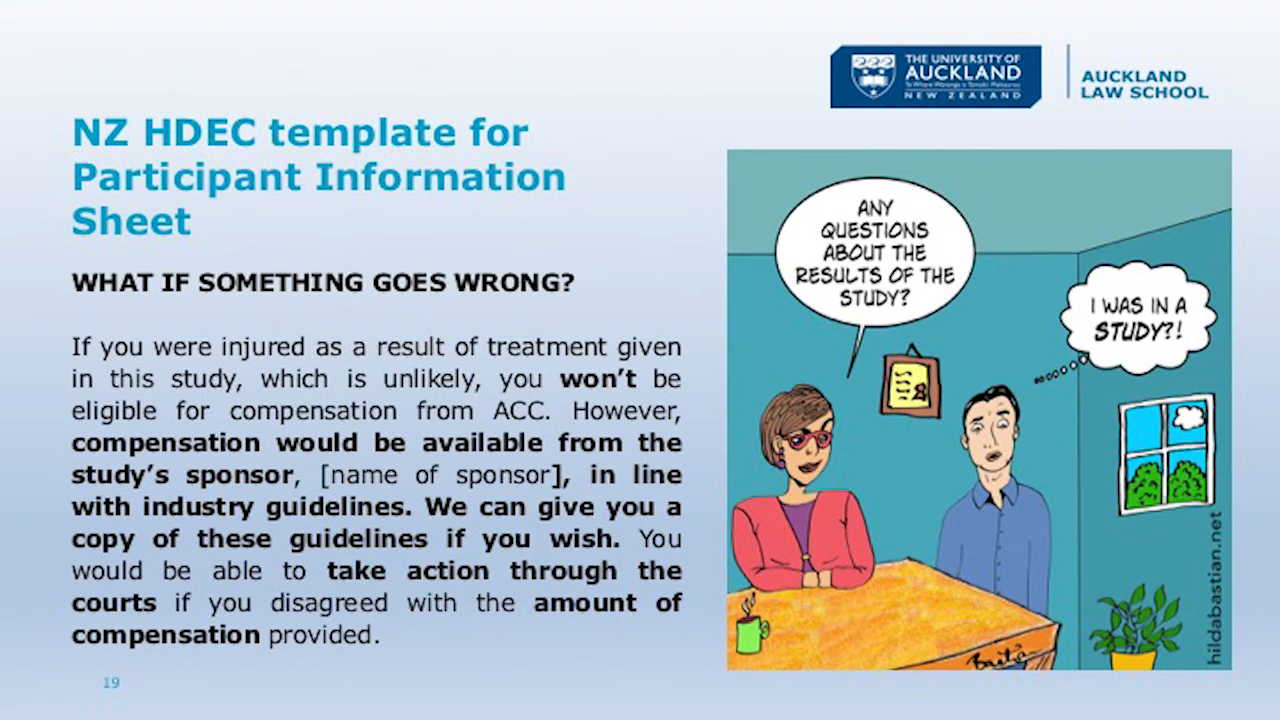 THE UNIVERSITY OF
AUCKLAND
Te Whare Wānanga o Tāmaki Makaurau
NEW ZEALAND
AUCKLAND
LAW SCHOOL
NZ HDEC template for
Participant Information
Sheet
WHAT IF SOMETHING GOES WRONG?
If you were injured as a result of treatment given
in this study, which is unlikely, you won’t be
eligible for compensation from ACC. However,
compensation would be available from the
study’s sponsor, [name of sponsor], in line
with industry guidelines. We can give you a
copy of these guidelines if you wish. You
would be able to take action through the
courts if you disagreed with the amount of
compensation provided.
ANY
QUESTIONS
ABOUT THE
RESULTS OF THE
STUDY?
I WAS IN A
STUDY?!
hildabastian.net
19